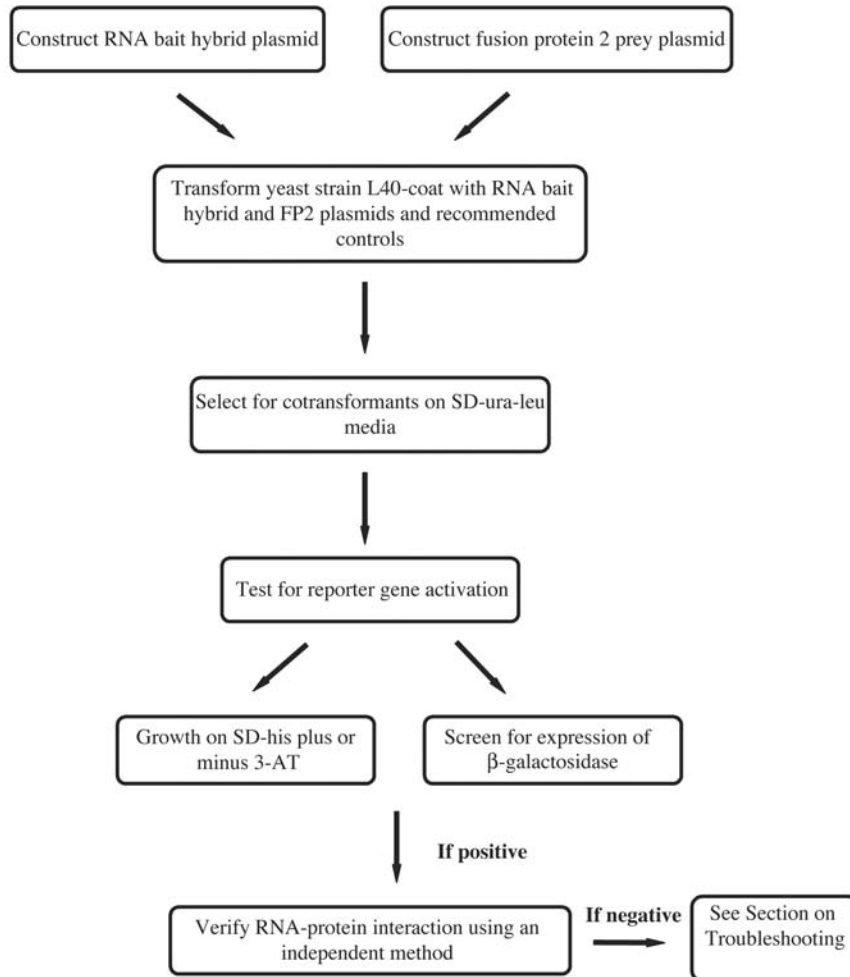 Construct RNA bait hybrid plasmid
Construct fusion protein 2 prey plasmid
Transform yeast strain L40-coat with RNA bait
hybrid and FP2 plasmids and recommended
controls
Select for cotransformants on SD-ura-leu
media
Test for reporter gene activation
Growth on SD-his plus or
minus 3-AT
Screen for expression of
β-galactosidase
If positive
Verify RNA-protein interaction using an
independent method
If negative
See Section on
Troubleshooting